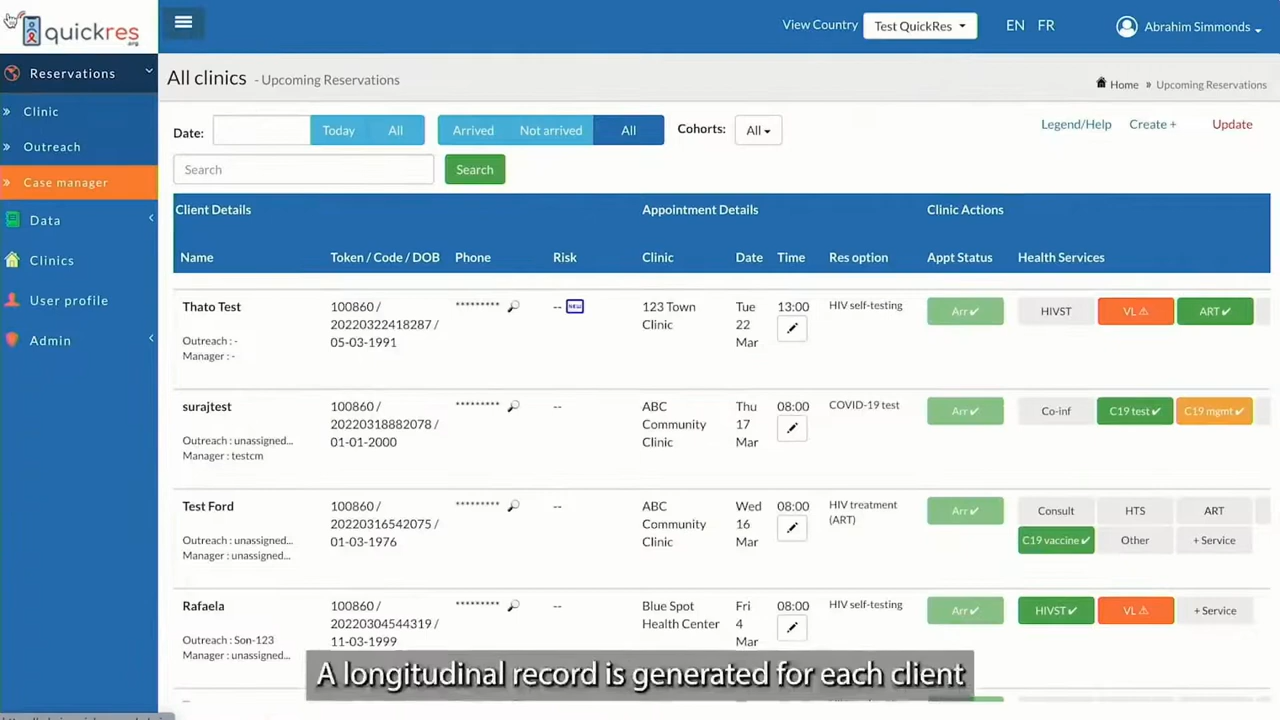 quickres
.org
View Country
Test QuickRes
EN FR
Abrahim Simmonds
Reservations
All clinics - Upcoming Reservations
Home » Upcoming Reservations
» Clinic
» Outreach
» Case manager
Data
Clinics
User profile
Admin
Date:
Today
All
Arrived
Not arrived
All
Cohorts:
All
Legend/Help
Create +
Update
Search
Search
Client Details
Appointment Details
Clinic Actions
Name
Token / Code / DOB
Phone
Risk
Clinic
Date
Time
Res option
Appt Status
Health Services
Thato Test
Outreach : -
Manager : -
100860 /
20220322418287 /
05-03-1991
*********
--
NEW
123 Town
Clinic
Tue
22
Mar
13:00
HIV self-testing
Arr ✓
HIVST
VL ⚠
ART ✓
surajtest
Outreach : unassigned...
Manager : testcm
100860 /
20220318882078 /
01-01-2000
*********
--
ABC
Community
Clinic
Thu
17
Mar
08:00
COVID-19 test
Arr ✓
Co-inf
C19 test ✓
C19 mgmt ✓
Test Ford
Outreach : unassigned...
Manager : unassigned...
100860 /
20220316542075 /
01-03-1976
*********
--
ABC
Community
Clinic
Wed
16
Mar
08:00
HIV treatment
(ART)
Arr ✓
Consult
HTS
ART
C19 vaccine ✓
Other
+ Service
Rafaela
Outreach : Son-123
Manager : unassigned...
100860 /
20220304544319 /
11-03-1999
*********
--
Blue Spot
Health Center
Fri
4
Mar
08:00
HIV self-testing
Arr ✓
HIVST ✓
VL ⚠
+ Service
A longitudinal record is generated for each client